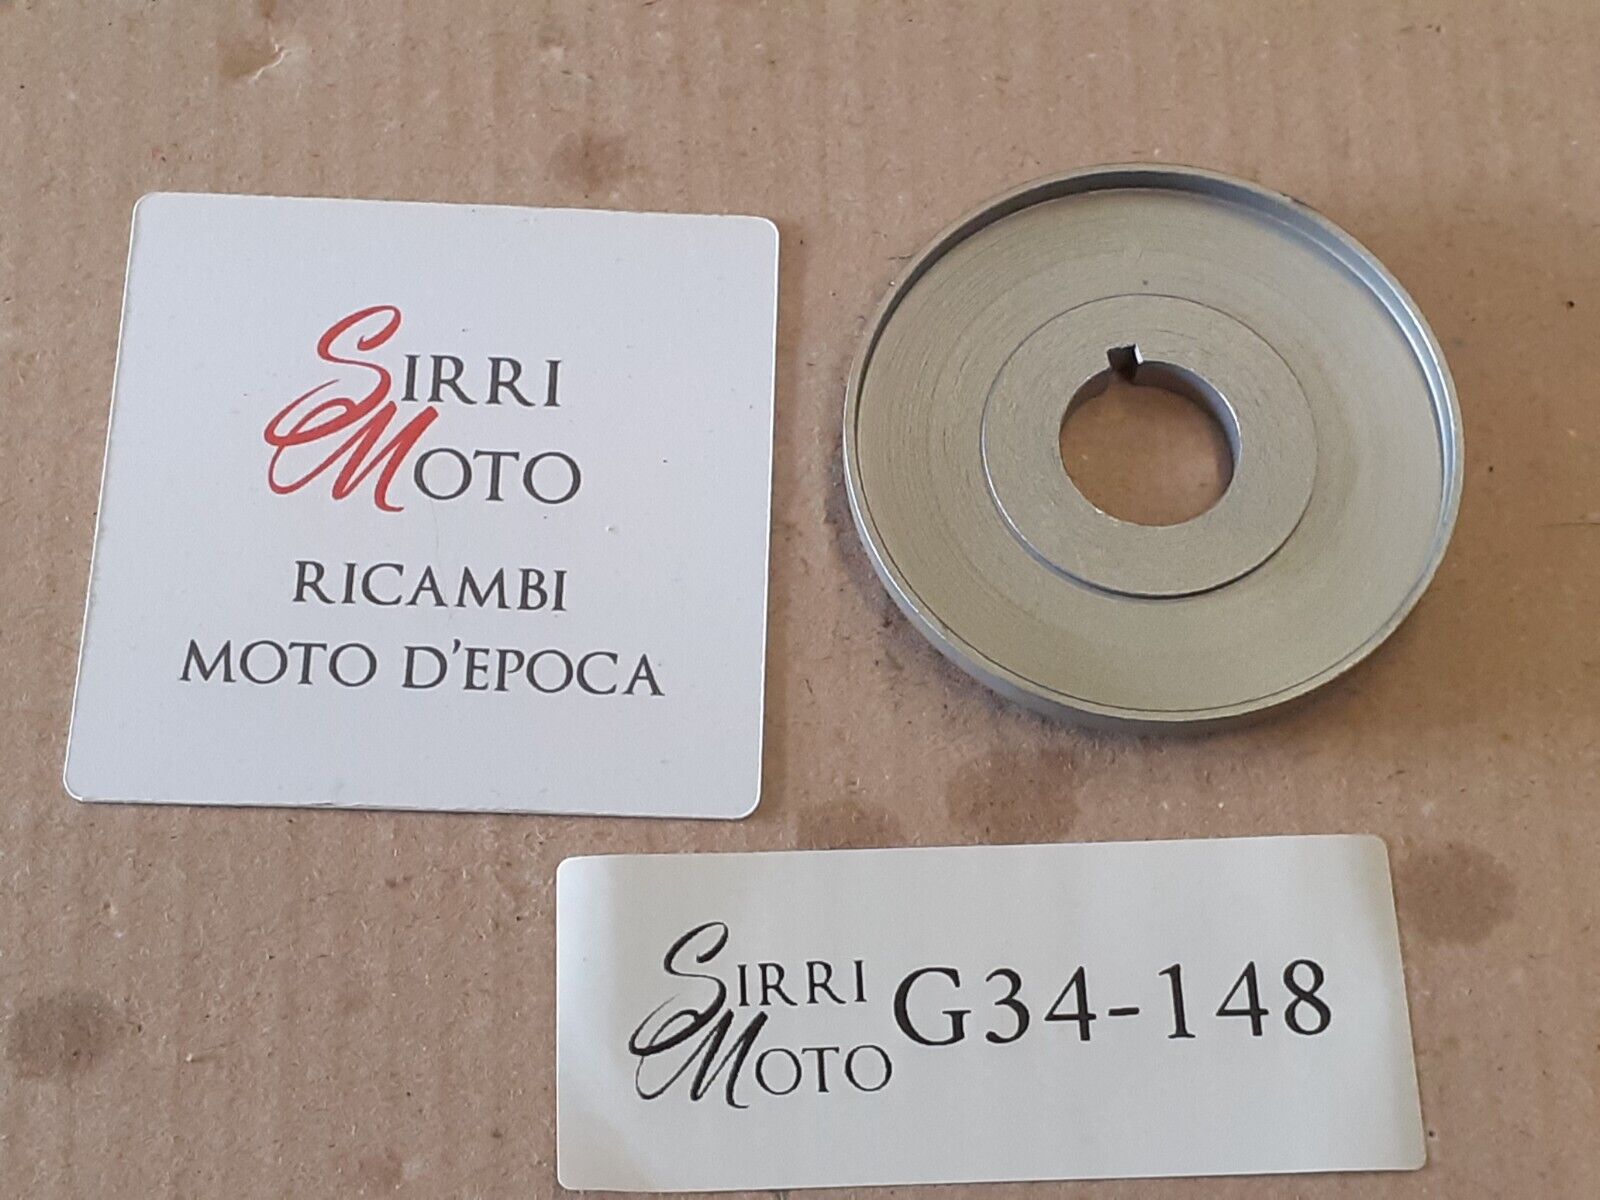 SIRRI
MOTO
RICAMBI
MOTO D'EPOCA
SIRRI
MOTO
G34-148